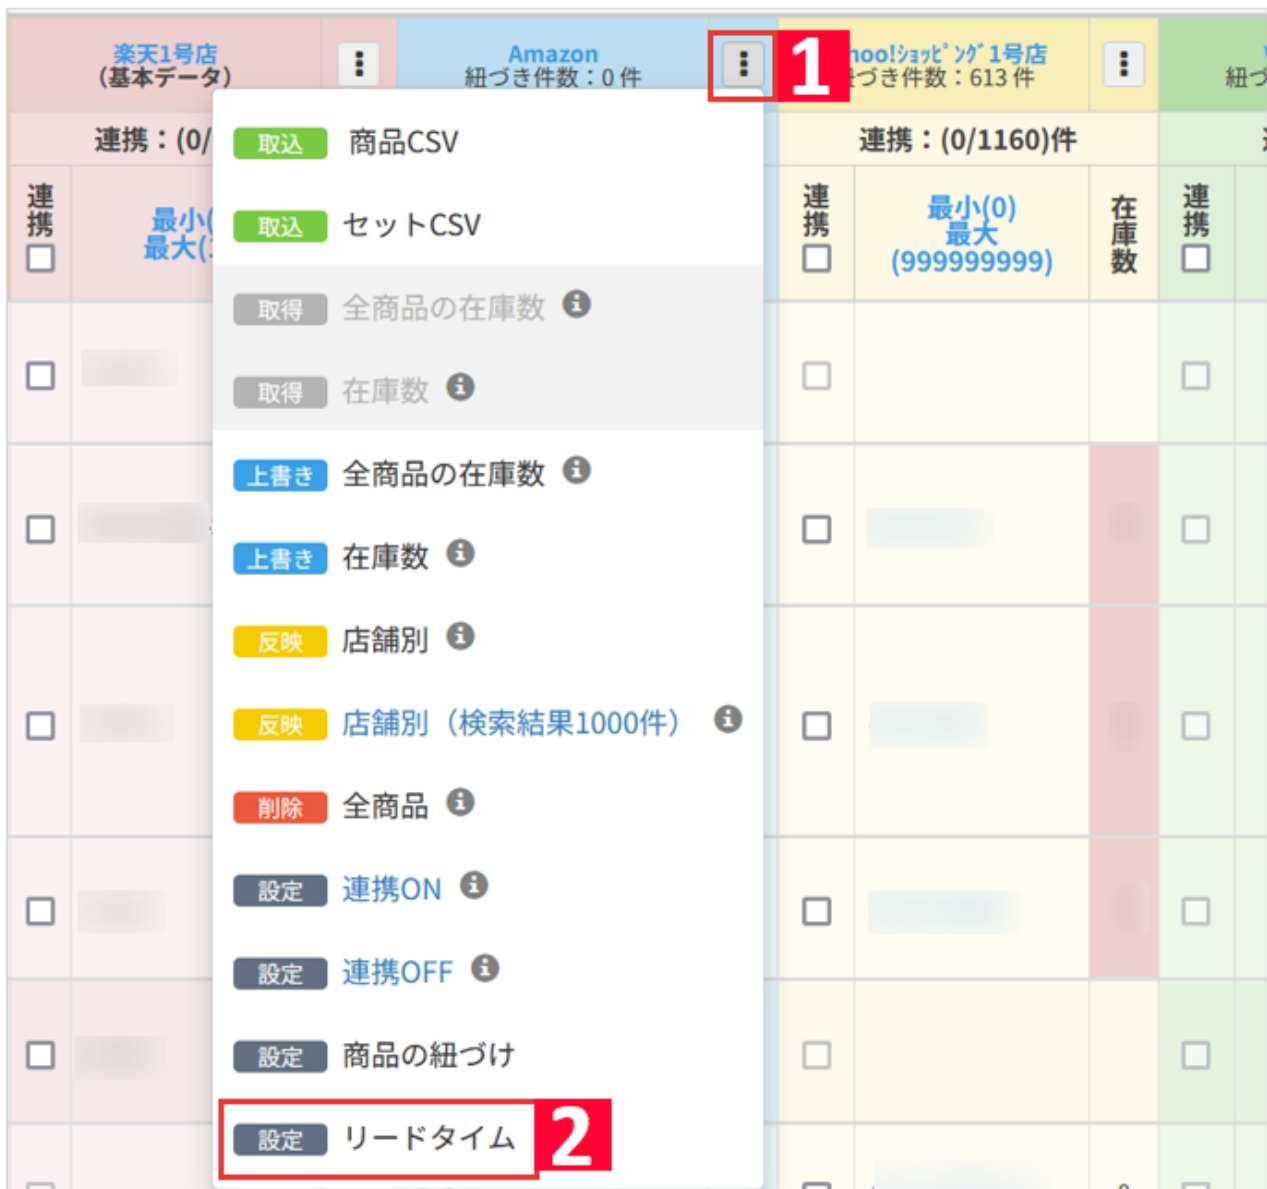 楽天1号店
(基本データ)
Amazon
紐づき件数：0 件
1
hoo!ｼｮｯﾋﾟﾝｸﾞ 1号店
づき件数：613 件
紐づ
連携：(0/
連携：(0/1160)件
連携
最小(
最大(
連携
最小(0)
最大
(999999999)
在庫数
連携
取込 商品CSV
取込 セットCSV
取得 全商品の在庫数
取得 在庫数
上書き 全商品の在庫数
上書き 在庫数
反映 店舗別
反映 店舗別（検索結果1000件）
削除 全商品
設定 連携ON
設定 連携OFF
設定 商品の紐づけ
設定 リードタイム
2